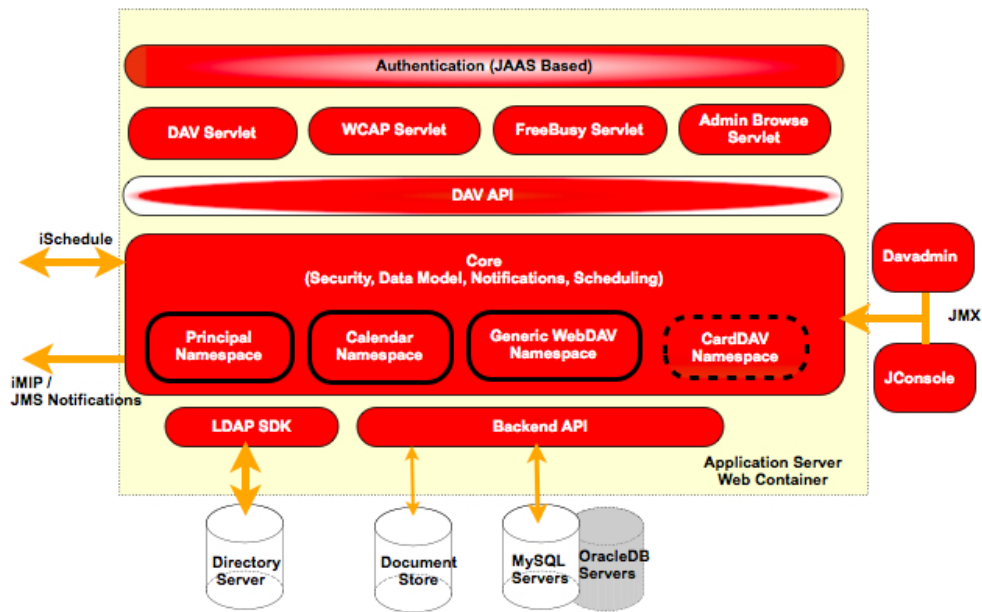 Authentication (JAAS Based)
DAV Servlet
WCAP Servlet
FreeBusy Servlet
Admin Browse
Servlet
DAV API
iSchedule
Core
(Security, Data Model, Notifications, Scheduling)
Davadmin
JMX
Principal
Namespace
Calendar
Namespace
Generic WebDAV
Namespace
CardDAV
Namespace
JConsole
iMIP /
JMS Notifications
LDAP SDK
Backend API
Application Server
Web Container
Directory
Server
Document
Store
MySQL
Servers
OracleDB
Servers